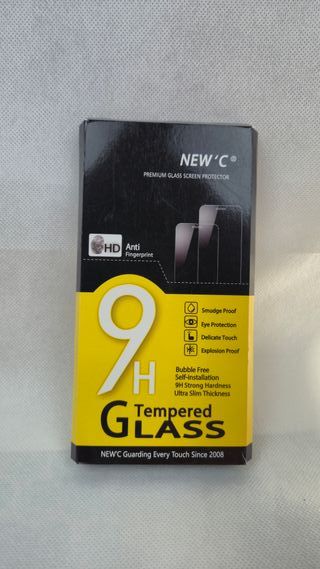 NEW'C®
PREMIUM GLASS SCREEN PROTECTOR
HD Anti
Fingerprint
9H
Smudge Proof
Eye Protection
Delicate Touch
Explosion Proof
Bubble Free
Self-installation
9H Strong Hardness
Ultra Slim Thickness
Tempered
GLASS
NEW'C Guarding Every Touch Since 2008